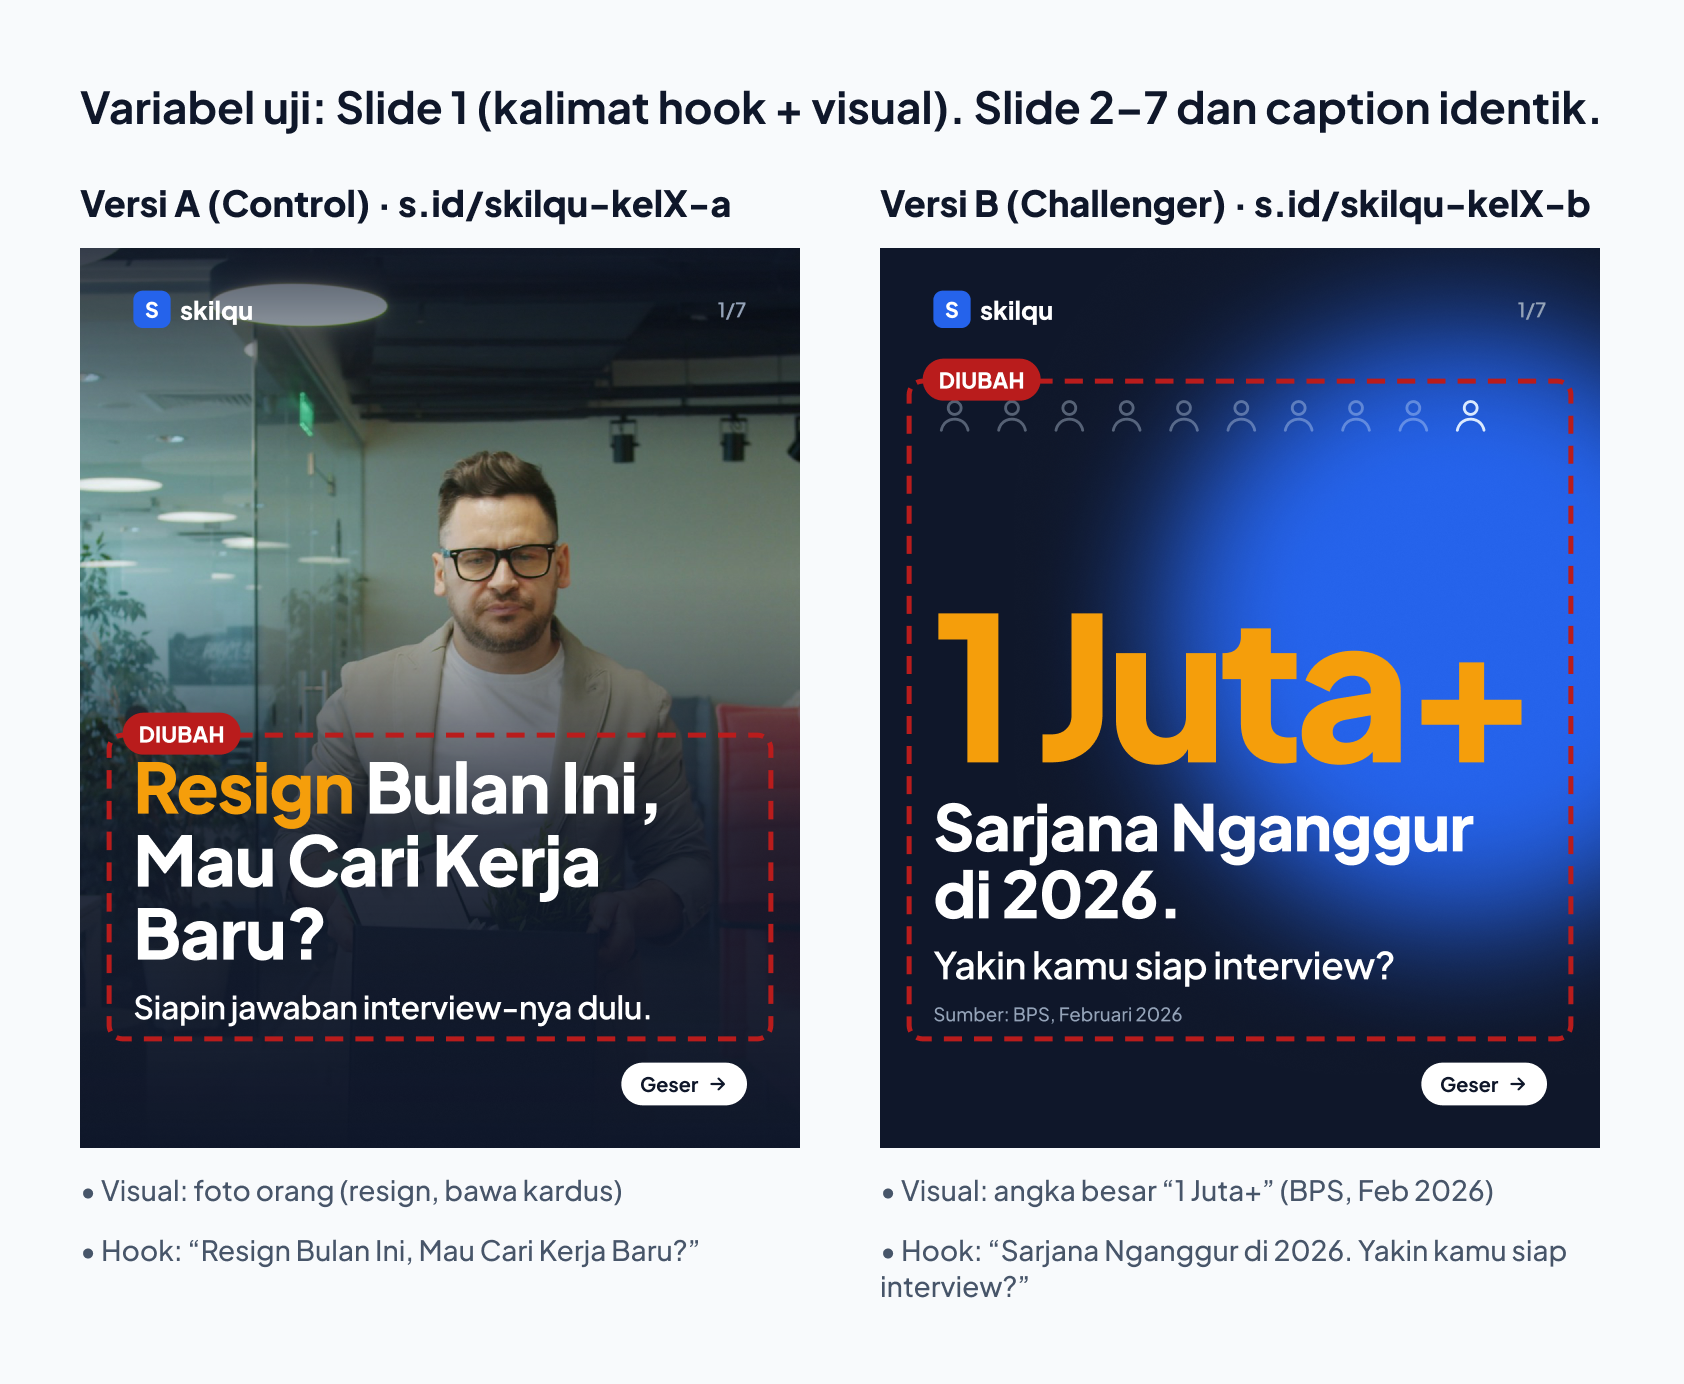 Variabel uji: Slide 1 (kalimat hook + visual). Slide 2–7 dan caption identik.
Versi A (Control) · s.id/skilqu-kelX-a
S skilqu
1/7
DIUBAH
Resign Bulan Ini,
Mau Cari Kerja
Baru?
Siapin jawaban interview-nya dulu.
Geser →
• Visual: foto orang (resign, bawa kardus)
• Hook: “Resign Bulan Ini, Mau Cari Kerja Baru?”
Versi B (Challenger) · s.id/skilqu-kelX-b
S skilqu
1/7
DIUBAH
1 Juta+
Sarjana Nganggur
di 2026.
Yakin kamu siap interview?
Sumber: BPS, Februari 2026
Geser →
• Visual: angka besar “1 Juta+” (BPS, Feb 2026)
• Hook: “Sarjana Nganggur di 2026. Yakin kamu siap
interview?”